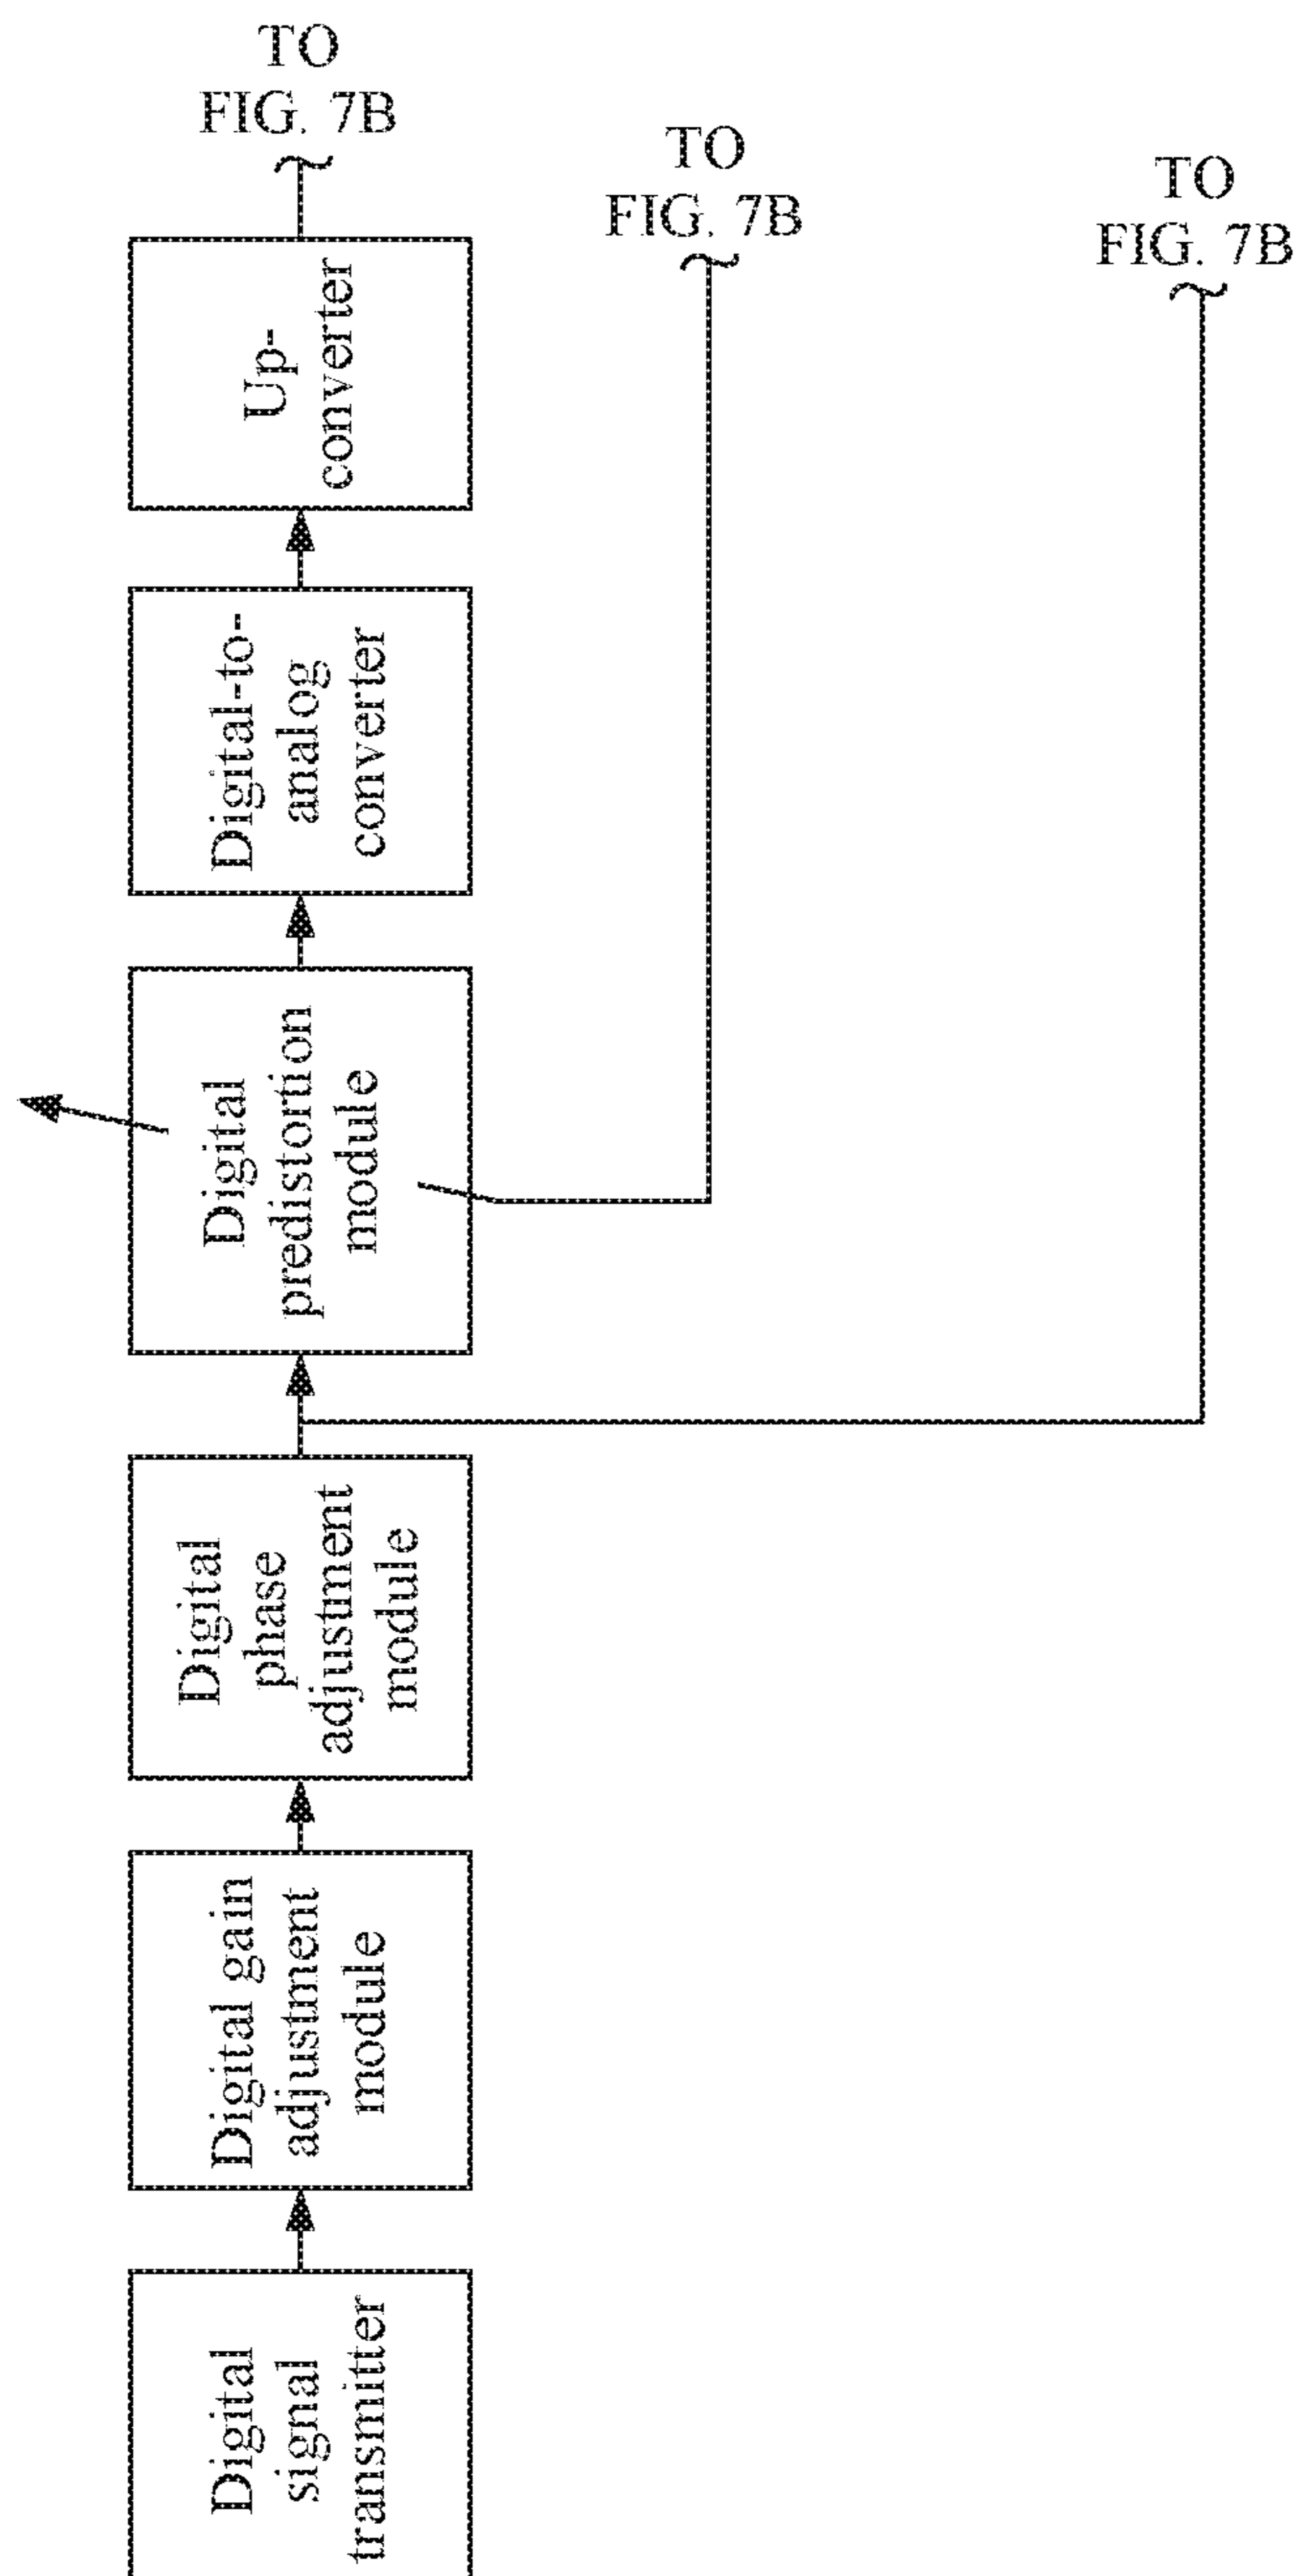 TO
FIG. 7B
TO
FIG. 7B
TO
FIG. 7B
Up-
converter
Digital-to-
analog
converter
Digital
predistortion
module
Digital
phase
adjustment
module
Digital gain
adjustment
module
Digital
signal
transmitter